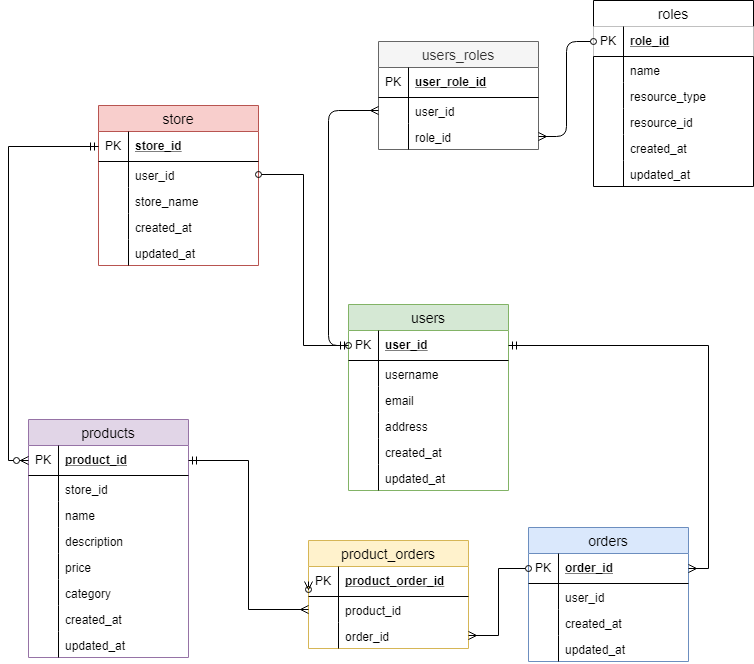 roles
PK role_id
name
resource_type
resource_id
created_at
updated_at
users_roles
PK user_role_id
user_id
role_id
store
PK store_id
user_id
store_name
created_at
updated_at
users
PK user_id
username
email
address
created_at
updated_at
products
PK product_id
store_id
name
description
price
category
created_at
updated_at
product_orders
PK product_order_id
product_id
order_id
orders
PK order_id
user_id
created_at
updated_at